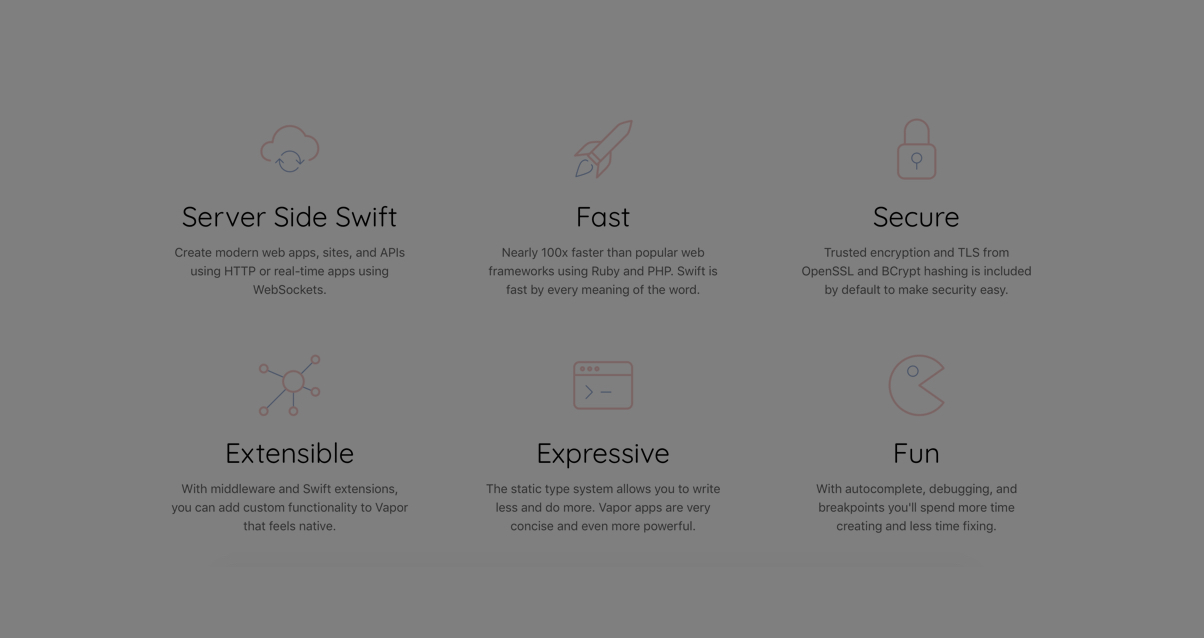 Server Side Swift
Create modern web apps, sites, and APIs
using HTTP or real-time apps using
WebSockets.
Fast
Nearly 100x faster than popular web
frameworks using Ruby and PHP. Swift is
fast by every meaning of the word.
Secure
Trusted encryption and TLS from
OpenSSL and BCrypt hashing is included
by default to make security easy.
Extensible
With middleware and Swift extensions,
you can add custom functionality to Vapor
that feels native.
Expressive
The static type system allows you to write
less and do more. Vapor apps are very
concise and even more powerful.
Fun
With autocomplete, debugging, and
breakpoints you'll spend more time
creating and less time fixing.